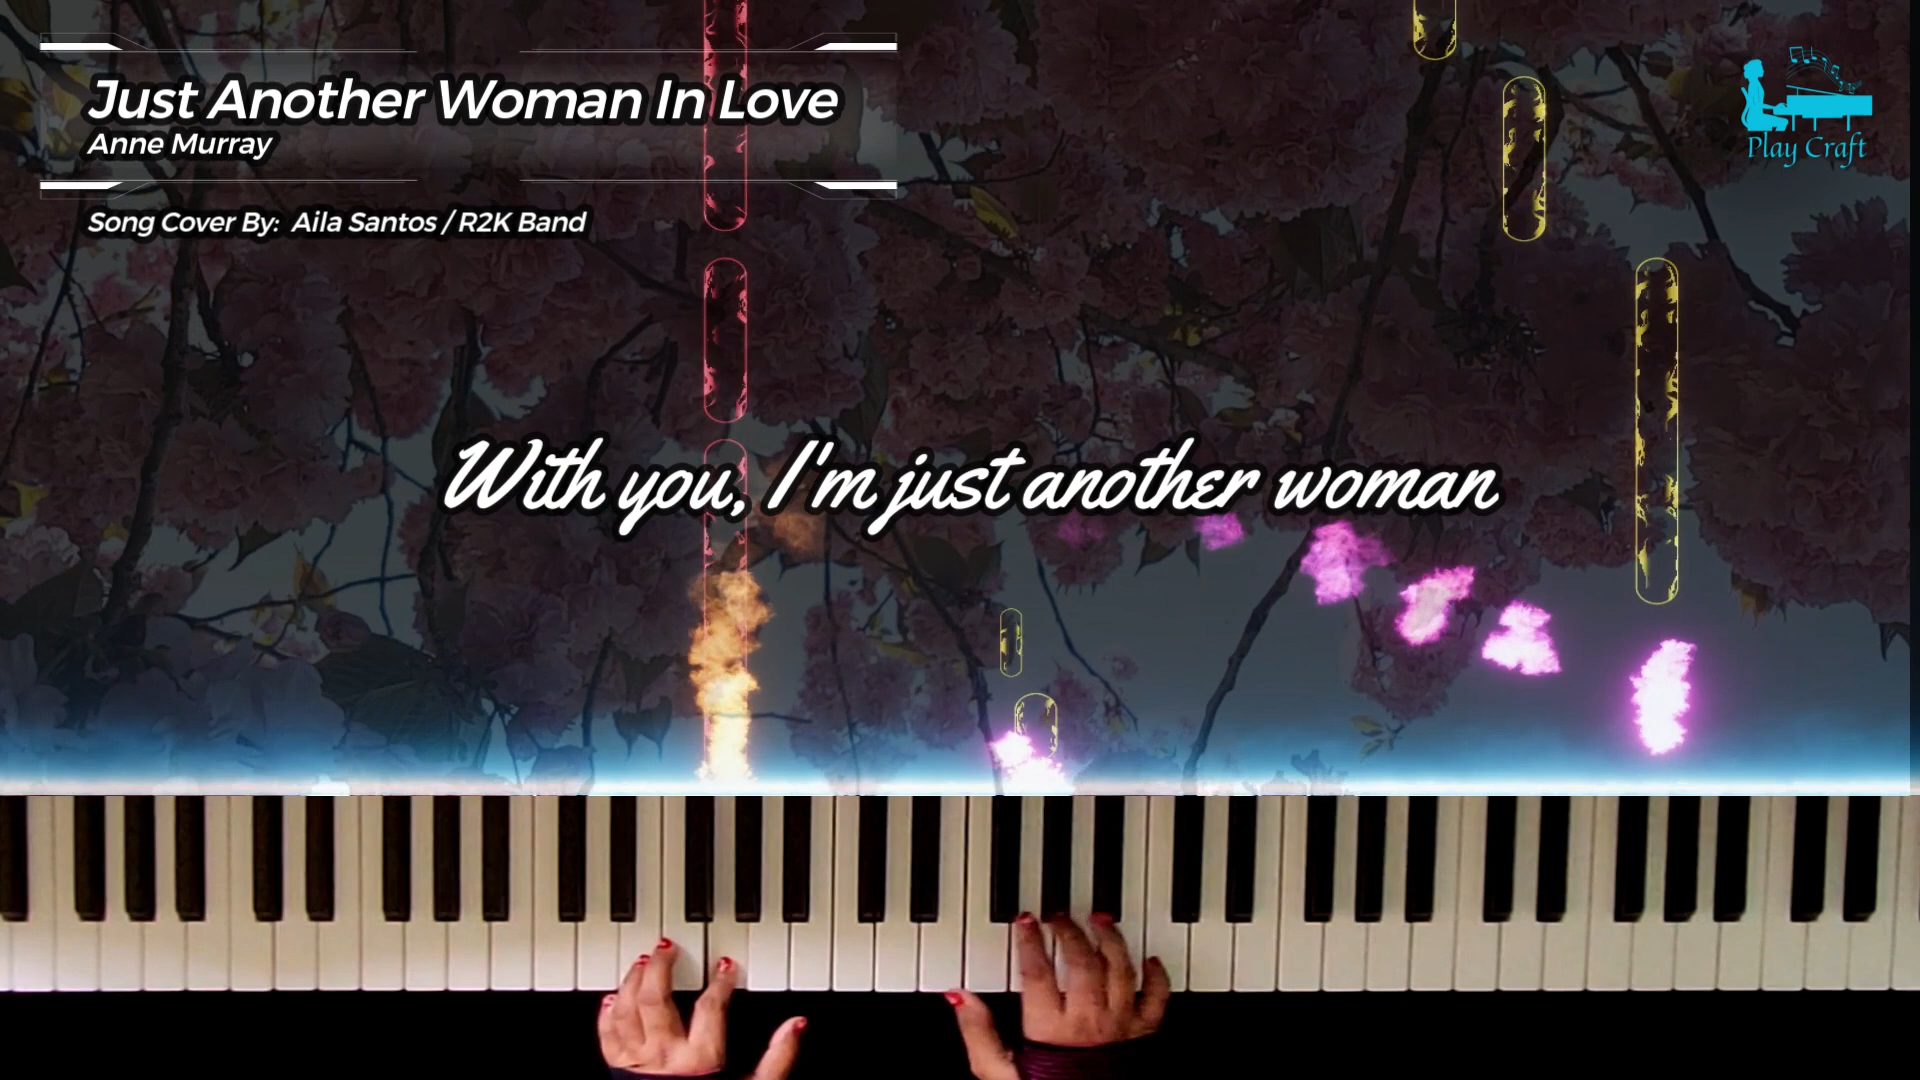 Just Another Woman In Love
Anne Murray
Song Cover By: Aila Santos / R2K Band
Play Craft
With you, I'm just another woman